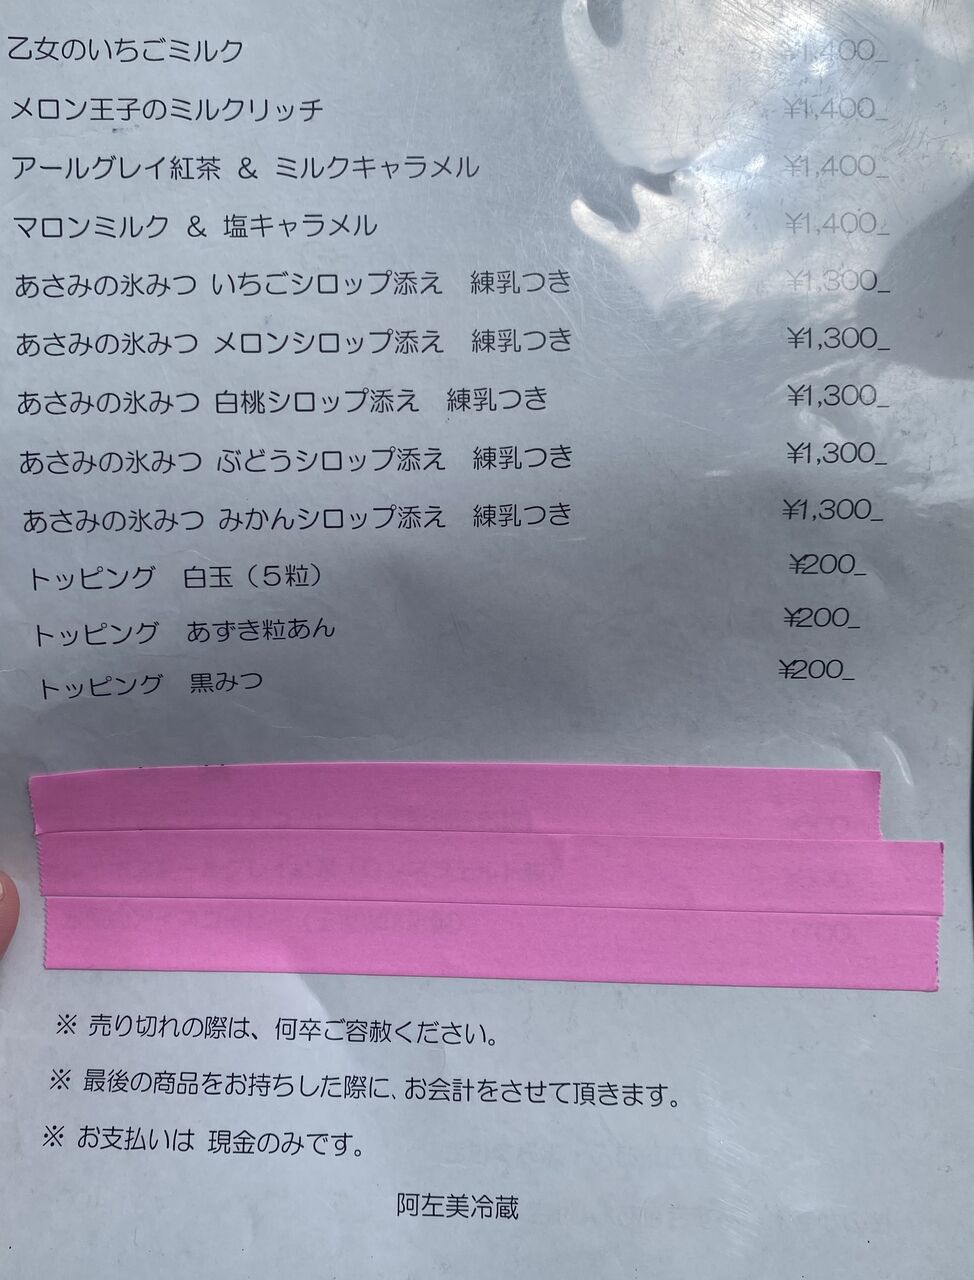 乙女のいちごミルク ¥1,400_
メロン王子のミルクリッチ ¥1,400_
アールグレイ紅茶 & ミルクキャラメル ¥1,400_
マロンミルク & 塩キャラメル ¥1,400_
あさみの氷みつ いちごシロップ添え 練乳つき ¥1,300_
あさみの氷みつ メロンシロップ添え 練乳つき ¥1,300_
あさみの氷みつ 白桃シロップ添え 練乳つき ¥1,300_
あさみの氷みつ ぶどうシロップ添え 練乳つき ¥1,300_
あさみの氷みつ みかんシロップ添え 練乳つき ¥1,300_
トッピング 白玉（５粒） ¥200_
トッピング あずき粒あん ¥200_
トッピング 黒みつ ¥200_
※ 売り切れの際は、何卒ご容赦ください。
※ 最後の商品をお持ちした際に、お会計をさせて頂きます。
※ お支払いは 現金のみです。
阿左美冷蔵